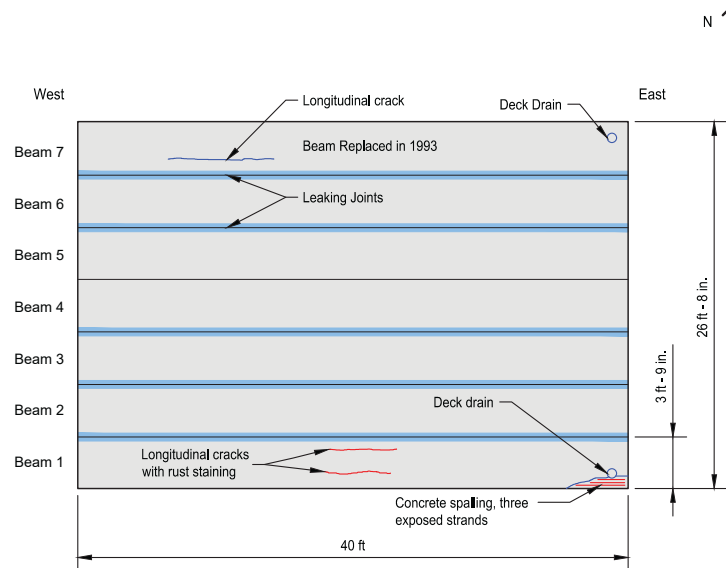 N
West
East
Longitudinal crack
Deck Drain
Beam 7
Beam Replaced in 1993
Leaking Joints
Beam 6
Beam 5
Beam 4
26 ft - 8 in.
Beam 3
3 ft - 9 in.
Beam 2
Deck drain
Longitudinal cracks
with rust staining
Beam 1
Concrete spalling, three
exposed strands
40 ft